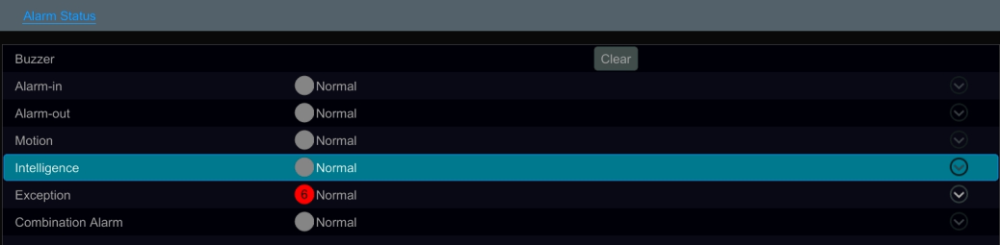 Alarm Status
Buzzer Clear
Alarm-in Normal
Alarm-out Normal
Motion Normal
Intelligence Normal
Exception 6 Normal
Combination Alarm Normal